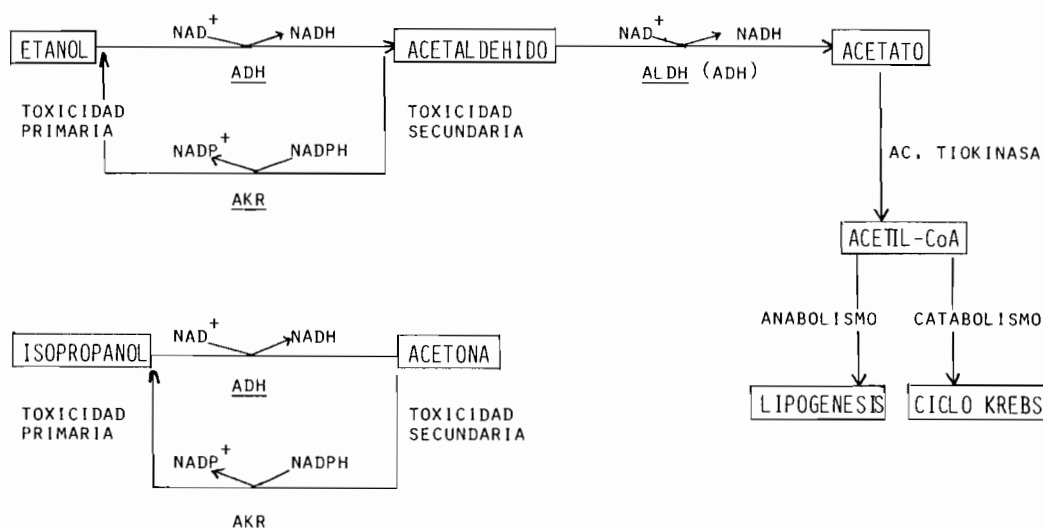 NAD+ NADH
ETANOL ACETALDEHIDO
ADH
NAD+ NADH
ACETATO
ALDH (ADH)
TOXICIDAD
PRIMARIA
TOXICIDAD
SECUNDARIA
NADP+ NADPH
AKR
AC. TIOKINASA
ACETIL-CoA
ANABOLISMO CATABOLISMO
LIPOGENESIS CICLO KREBS
NAD+ NADH
ISOPROPANOL ACETONA
ADH
TOXICIDAD
PRIMARIA
TOXICIDAD
SECUNDARIA
NADP+ NADPH
AKR